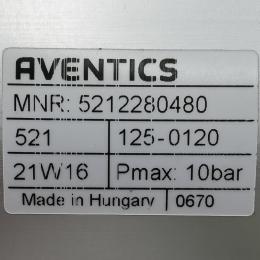 AVENTICS
MNR: 5212280480
521 125-0120
21W16 Pmax: 10bar
Made in Hungary 0670